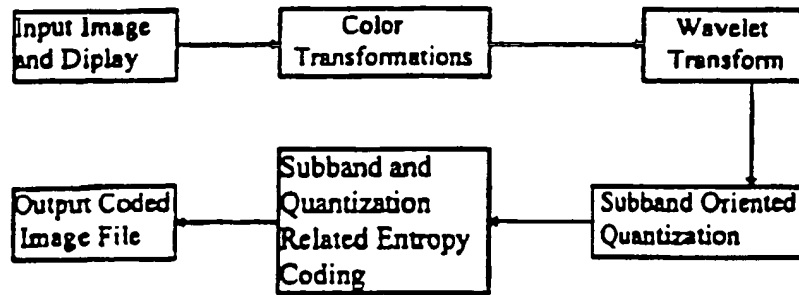 Input Image
and Diplay
Color
Transformations
Wavelet
Transform
Subband Oriented
Quantization
Subband and
Quantization
Related Entropy
Coding
Output Coded
Image File